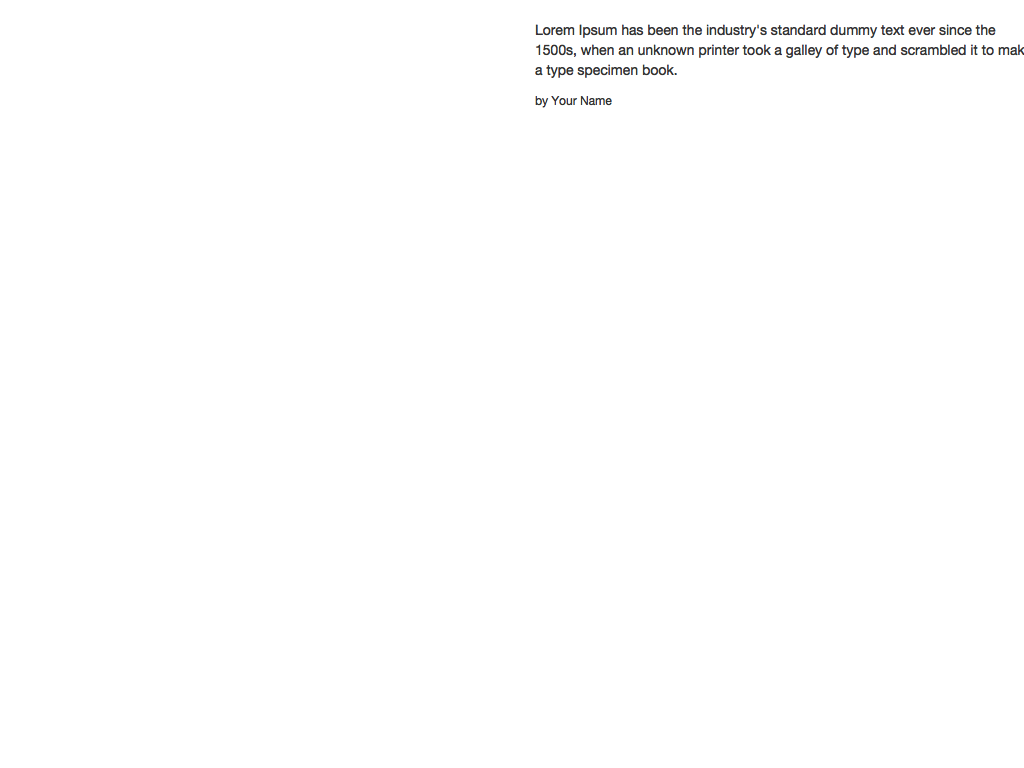 Lorem Ipsum has been the industry's standard dummy text ever since the
1500s, when an unknown printer took a galley of type and scrambled it to mak
a type specimen book.
by Your Name